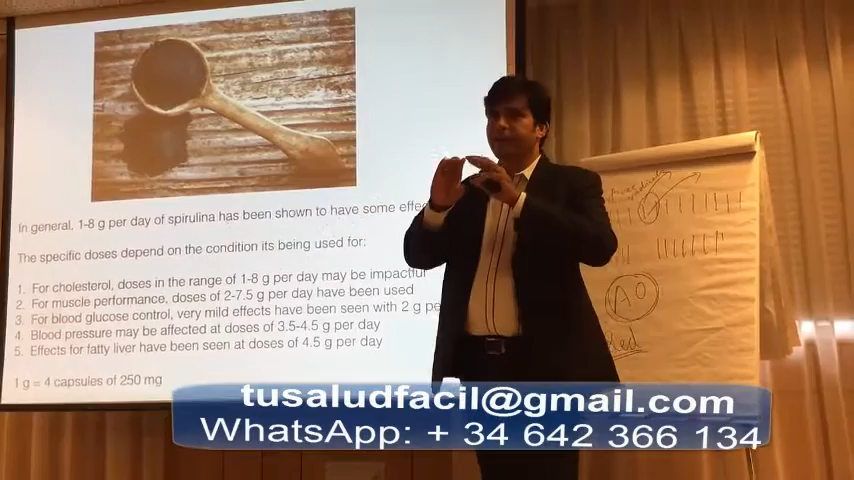 In general, 1-8 g per day of spirulina has been shown to have some
The specific doses depend on the condition its being used for:
1. For cholesterol, doses in the range of 1-8 g per day may be impactful
2. For muscle performance, doses of 2-7.5 g per day have been used
3. For blood glucose control, very mild effects have been seen with 2 g
4. Blood pressure may be affected at doses of 3.5-4.5 g per day
5. Effects for fatty liver have been seen at doses of 4.5 g per day
1 g = 4 capsules of 250 mg
AO
tusaludfacil@gmail.com
WhatsApp: + 34 642 366 134